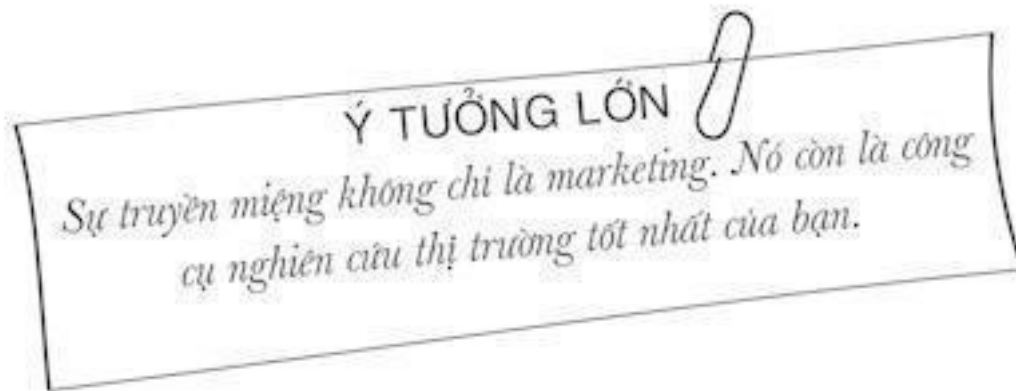 Ý TƯỞNG LỚN
Sự truyền miệng không chỉ là marketing. Nó còn là công
cụ nghiên cứu thị trường tốt nhất của bạn.